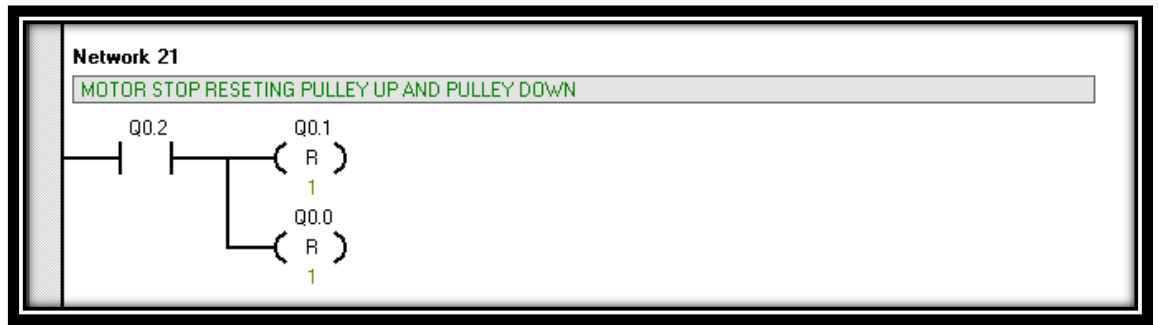 Network 21
MOTOR STOP RESETING PULLEY UP AND PULLEY DOWN
Q0.2 Q0.1
R
1
Q0.0
R
1